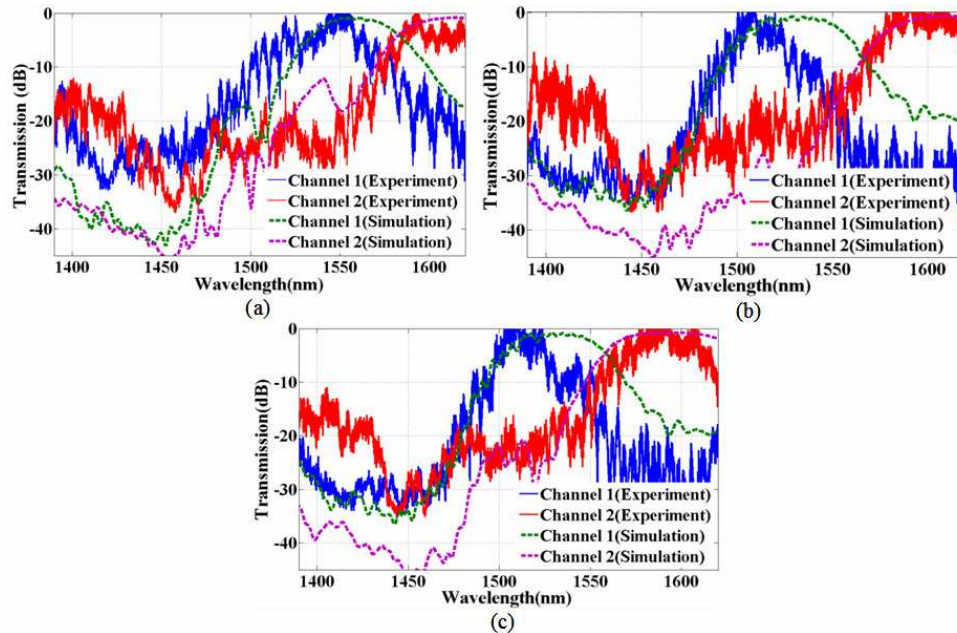 Transmission (dB)
0
-10
-20
-30
-40
Channel 1(Experiment)
Channel 2(Experiment)
Channel 1(Simulation)
Channel 2(Simulation)
1400 1450 1500 1550 1600
Wavelength(nm)
(a)
Transmission(dB)
0
-10
-20
-30
-40
Channel 1(Experiment)
Channel 2(Experiment)
Channel 1(Simulation)
Channel 2(Simulation)
1400 1450 1500 1550 1600
Wavelength(nm)
(b)
Transmission(dB)
0
-10
-20
-30
-40
Channel 1(Experiment)
Channel 2(Experiment)
Channel 1(Simulation)
Channel 2(Simulation)
1400 1450 1500 1550 1600
Wavelength(nm)
(c)